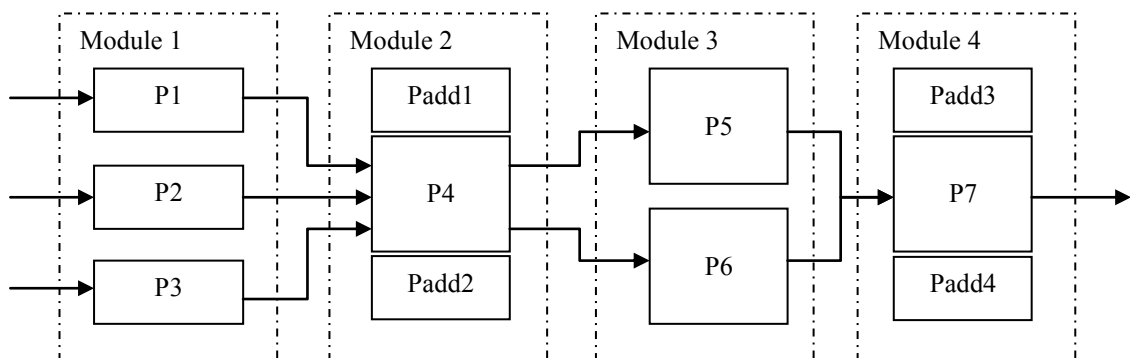 Module 1
P1
P2
P3
Module 2
Padd1
P4
Padd2
Module 3
P5
P6
Module 4
Padd3
P7
Padd4